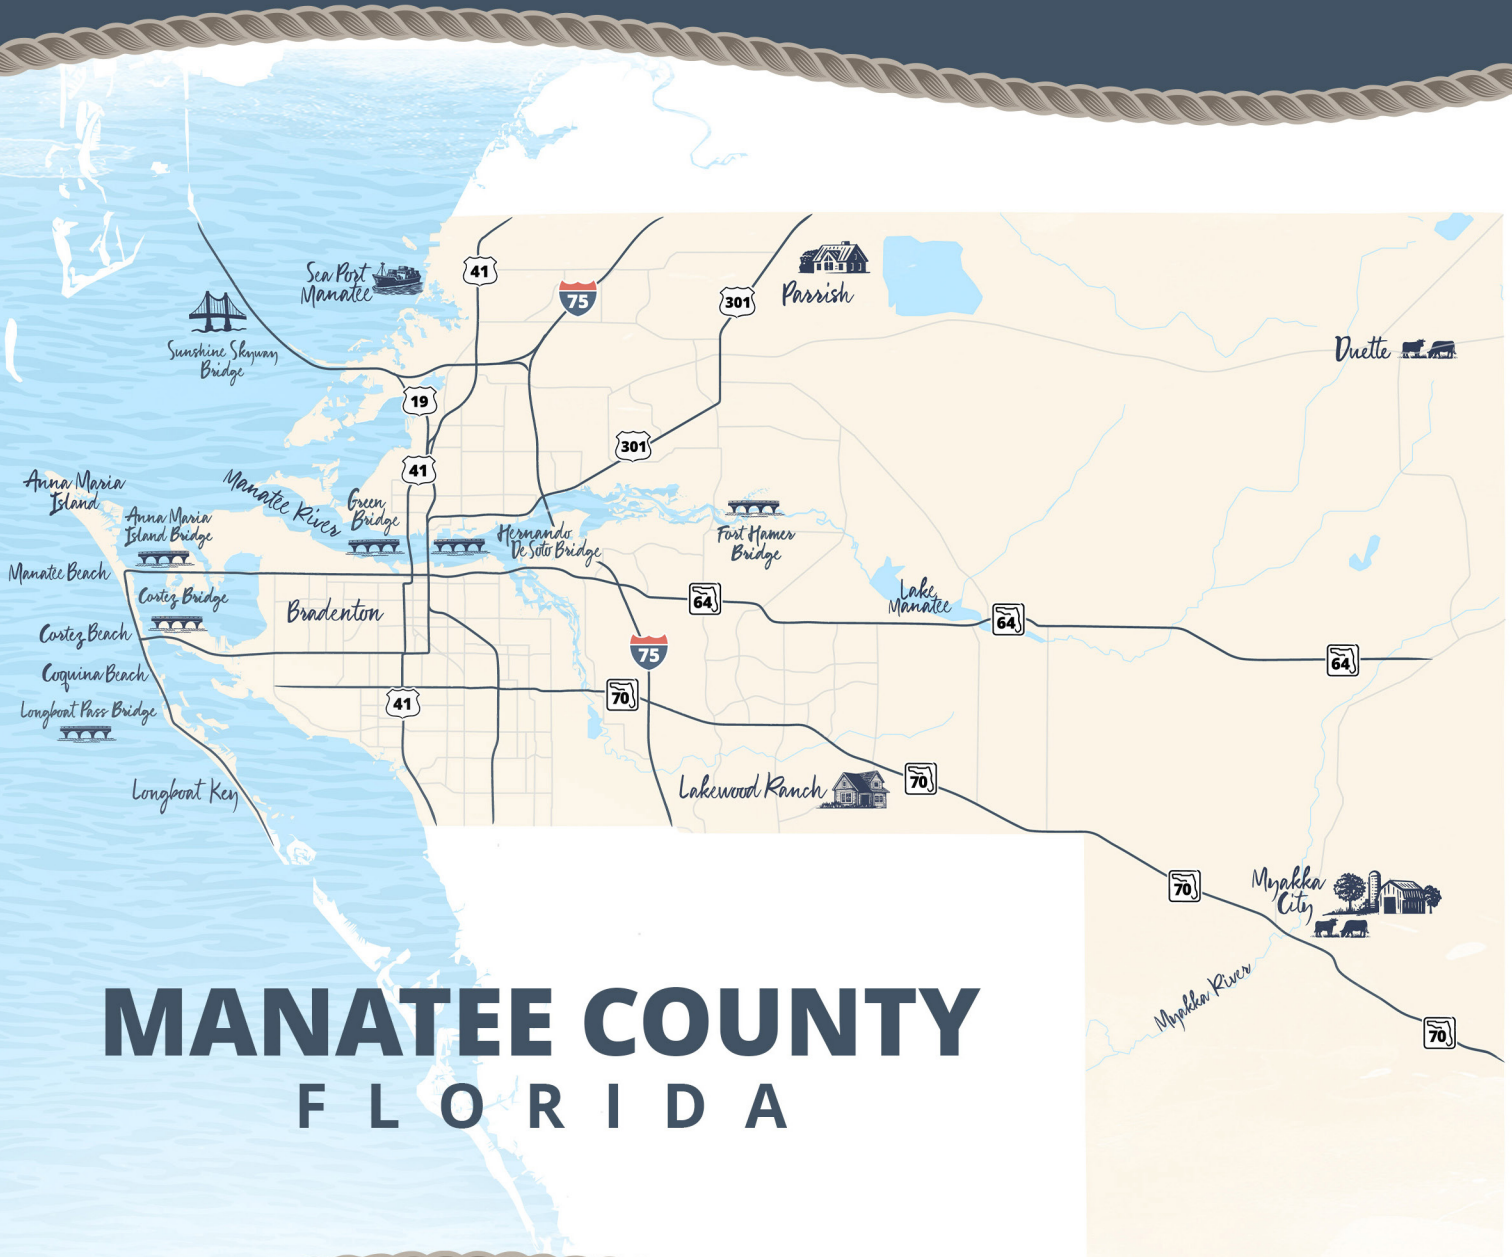 Sea Port
Manatee
41
75
301
Parrish
Sunshine Skyway
Bridge
Duette
19
301
41
Anna Maria
Island
Manatee River
Green
Bridge
Anna Maria
Island Bridge
Hernando
De Soto Bridge
Fort Hamer
Bridge
Manatee Beach
Cortez Bridge
Bradenton
64
Lake
Manatee
64
Cortez Beach
75
64
Coquina Beach
70
41
Longboat Pass Bridge
Longboat Key
Lakewood Ranch
70
70
Myakka
City
Myakka River
70
MANATEE COUNTY
FLORIDA